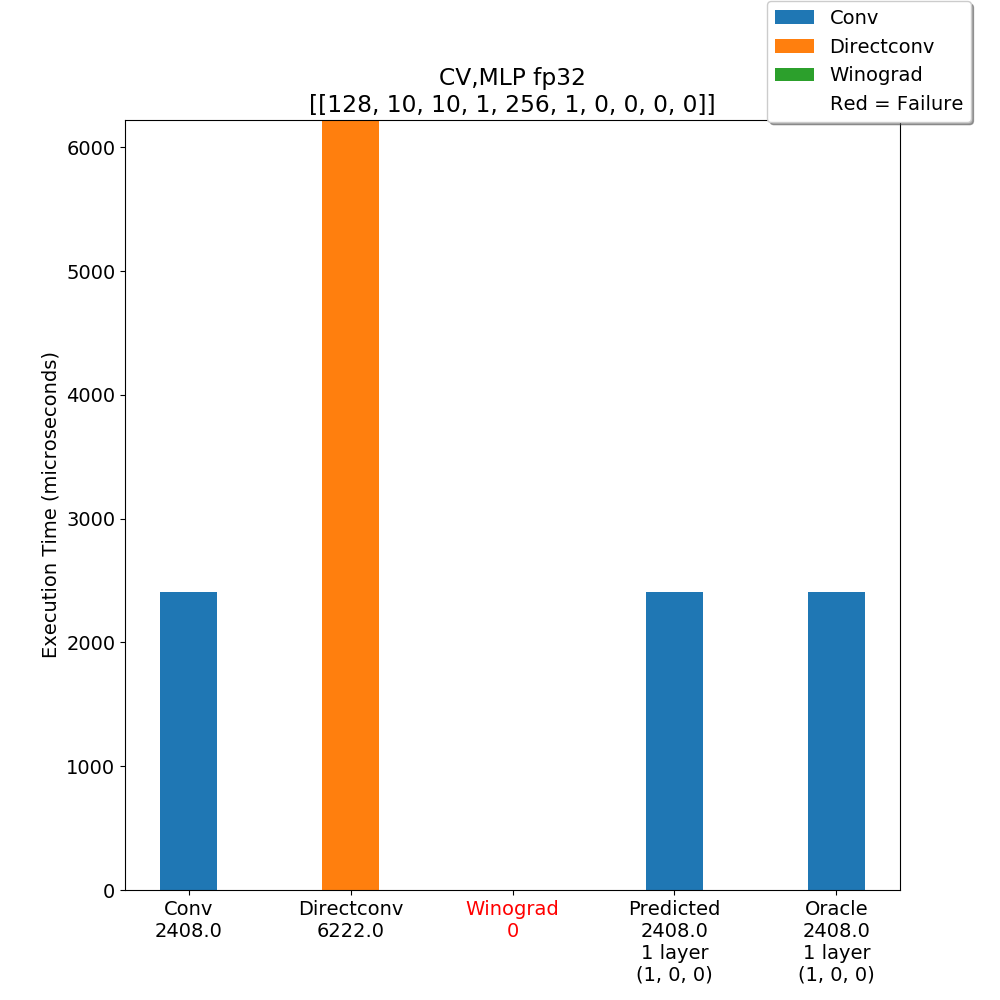 Conv
Directconv
Winograd
Red = Failure
CV,MLP fp32
[[128, 10, 10, 1, 256, 1, 0, 0, 0, 0]]
Execution Time (microseconds)
6000
5000
4000
3000
2000
1000
0
Conv
2408.0
Directconv
6222.0
Winograd
0
Predicted
2408.0
1 layer
(1, 0, 0)
Oracle
2408.0
1 layer
(1, 0, 0)